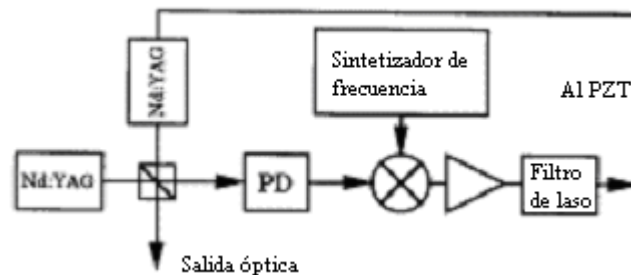 Nd:YAG
Sintetizador de
frecuencia
Al PZT
Nd:YAG
PD
Filtro
de laso
Salida óptica